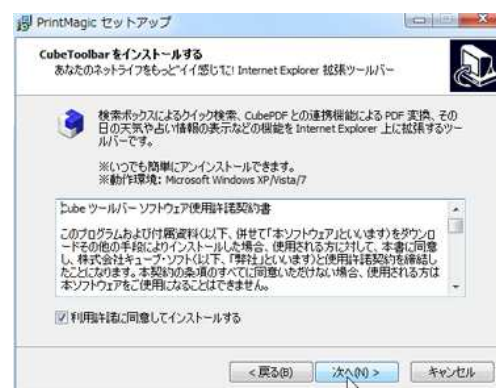 PrintMagic セットアップ
CubeToolbarをインストールする
あなたのネットライフをもっとイイ感じに! Internet Explorer 拡張ツールバー
検索ボックスによるクイック検索、CubePDF との連携機能による PDF 変換、その
日の天気や占い情報の表示などの機能を Internet Explorer 上に拡張するツー
ルバーです。
※いつでも簡単にアンインストールできます。
※動作環境: Microsoft Windows XP/Vista/7
Cube ツールバー ソフトウェア使用許諾契約書
このプログラムおよび付属資料(以下、併せて「本ソフトウェア」といいます)をダウンロ
ードその他の手段によりインストールした場合、使用される方に対して、本書に同意
し、株式会社キューブ・ソフト(以下、「弊社」といいます)と使用許諾契約を締結し
たことになります。本契約の条項のすべてに同意いただけない場合、使用される方は
本ソフトウェアをご使用になることはできません。
利用許諾に同意してインストールする
< 戻る(B)
次へ(N) >
キャンセル